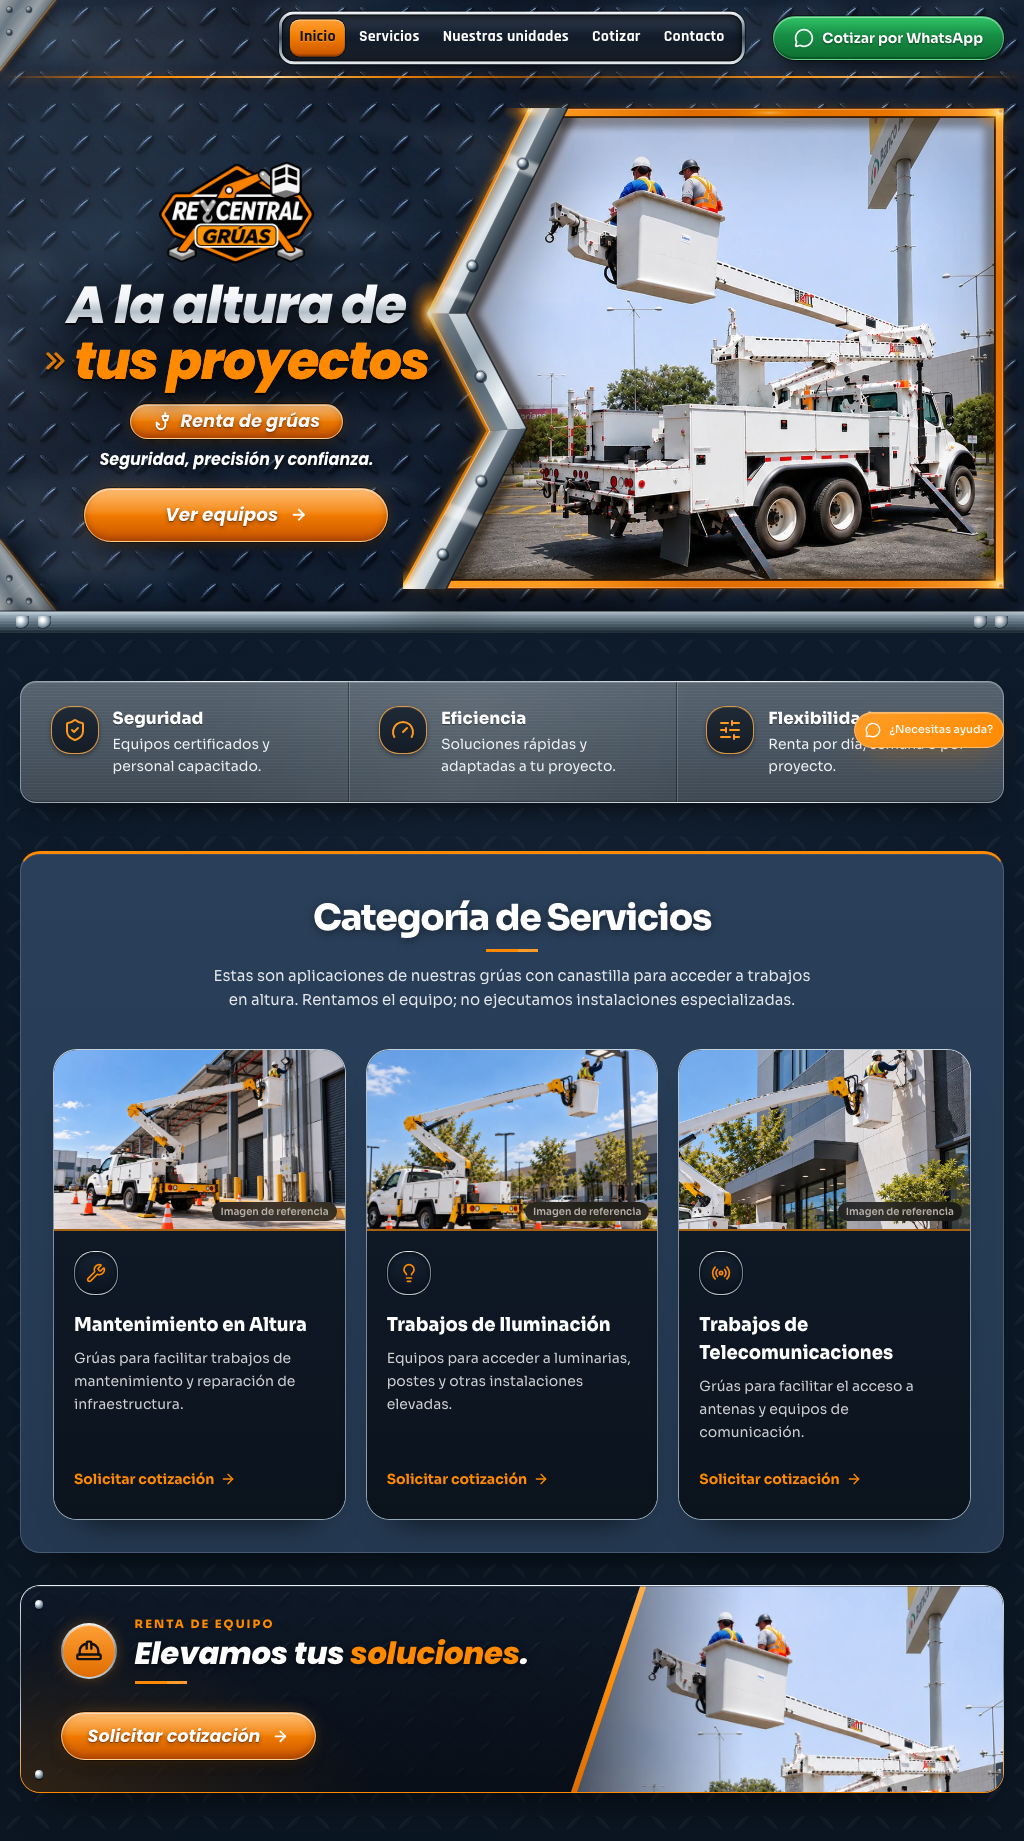 Inicio
Servicios
Nuestras unidades
Cotizar
Contacto
Cotizar por WhatsApp
REYCENTRAL
GRÚAS
A la altura de
tus proyectos
Renta de grúas
Seguridad, precisión y confianza.
Ver equipos
Seguridad
Equipos certificados y
personal capacitado.
Eficiencia
Soluciones rápidas y
adaptadas a tu proyecto.
Renta por día,
proyecto.
¿Necesitas ayuda?
Categoría de Servicios
Estas son aplicaciones de nuestras grúas con canastilla para acceder a trabajos
en altura. Rentamos el equipo; no ejecutamos instalaciones especializadas.
Imagen de referencia
Mantenimiento en Altura
Grúas para facilitar trabajos de
mantenimiento y reparación de
infraestructura.
Solicitar cotización
Imagen de referencia
Trabajos de Iluminación
Equipos para acceder a luminarias,
postes y otras instalaciones
elevadas.
Solicitar cotización
Imagen de referencia
Trabajos de
Telecomunicaciones
Grúas para facilitar el acceso a
antenas y equipos de
comunicación.
Solicitar cotización
RENTA DE EQUIPO
Elevamos tus soluciones.
Solicitar cotización